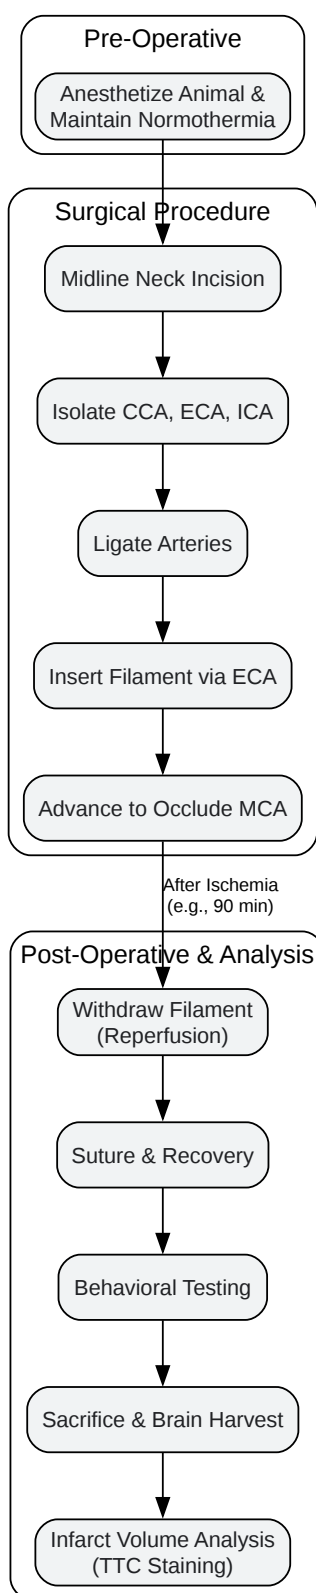 Pre-Operative
Anesthetize Animal &
Maintain Normothermia
Surgical Procedure
Midline Neck Incision
Isolate CCA, ECA, ICA
Ligate Arteries
Insert Filament via ECA
Advance to Occlude MCA
After Ischemia
(e.g., 90 min)
Post-Operative & Analysis
Withdraw Filament
(Reperfusion)
Suture & Recovery
Behavioral Testing
Sacrifice & Brain Harvest
Infarct Volume Analysis
(TTC Staining)